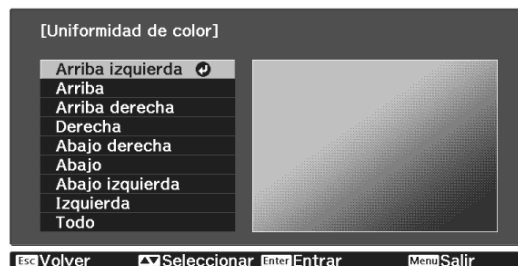 [Uniformidad de color]
Arriba izquierda
Arriba
Arriba derecha
Derecha
Abajo derecha
Abajo
Abajo izquierda
Izquierda
Todo
Esc Volver Seleccionar Enter Entrar Menu Salir